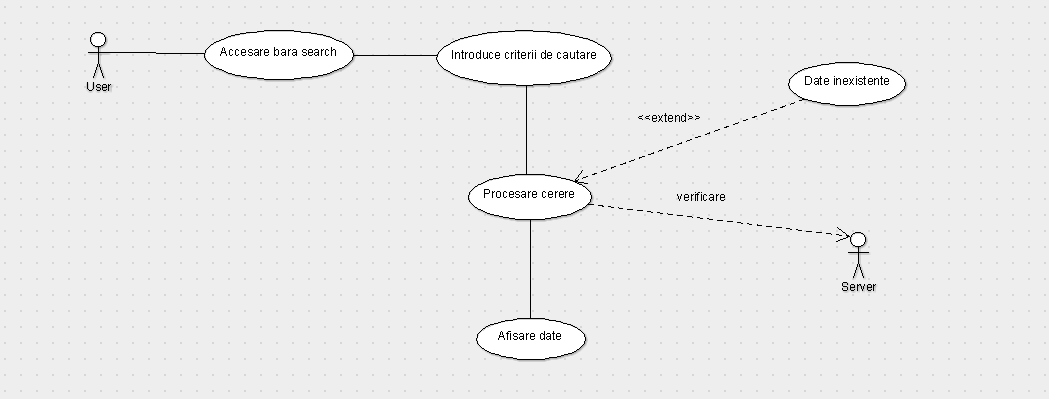 Accesare bara search
Introduce criterii de cautare
User
Date inexistente
<<extend>>
Procesare cerere
verificare
Server
Afisare date